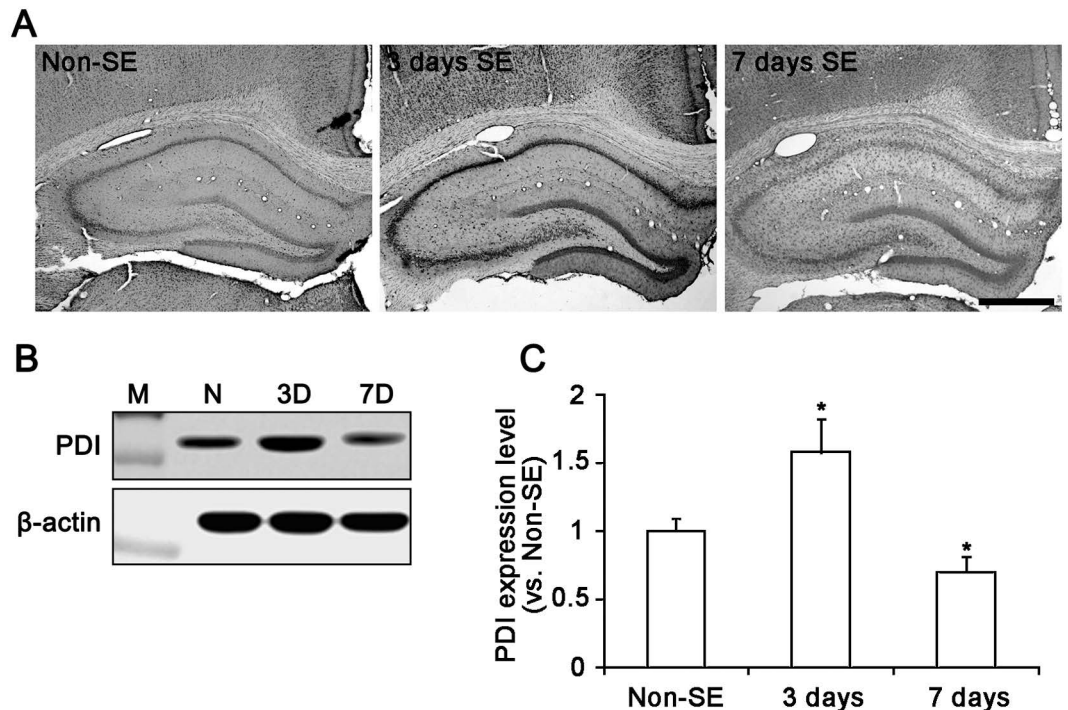 A
Non-SE
3 days SE
7 days SE
B
M N 3D 7D
PDI
β-actin
C
PDI expression level
(vs. Non-SE)
2
1.5
1
0.5
0
*
*
Non-SE 3 days 7 days